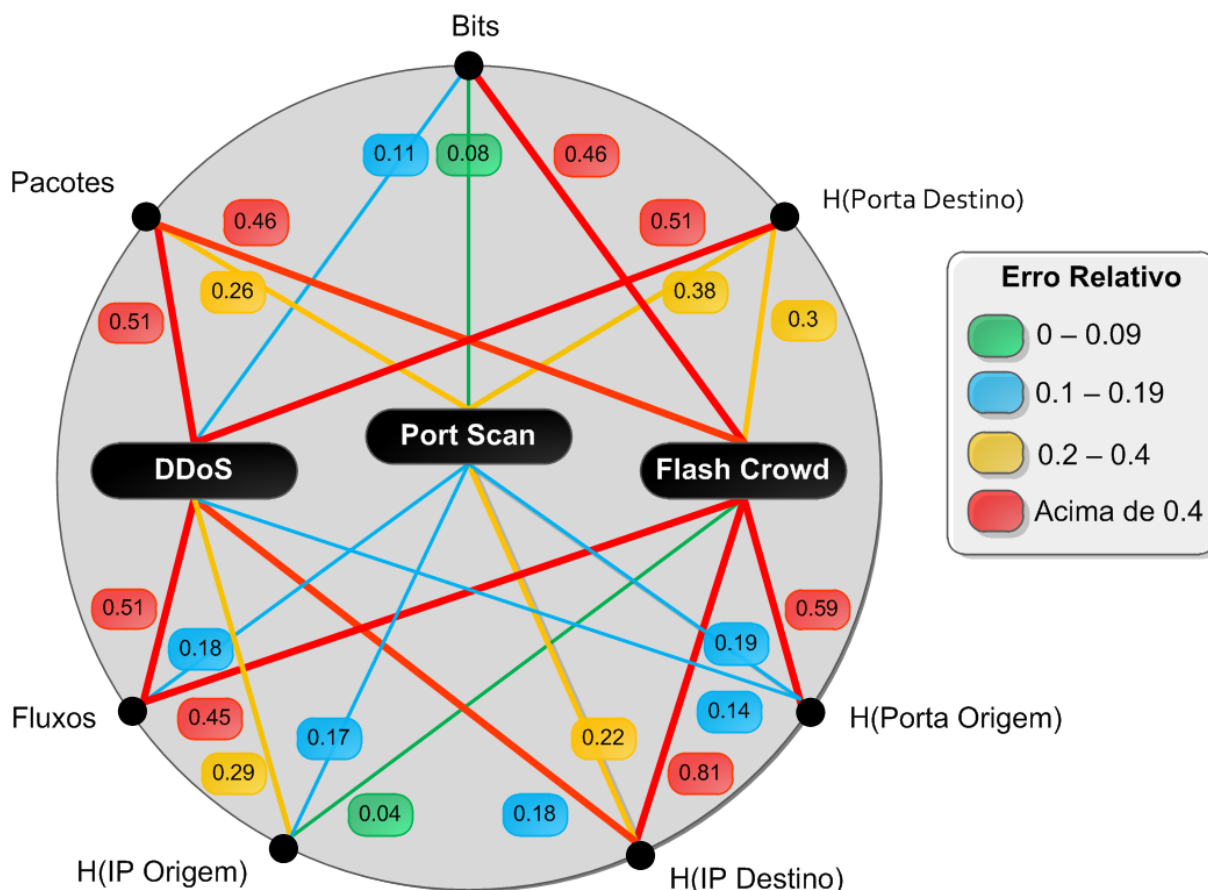 Bits
0.11
0.08
0.46
Pacotes
0.46
0.51
H(Porta Destino)
0.26
0.38
0.51
0.3
Erro Relativo
0 – 0.09
0.1 – 0.19
0.2 – 0.4
Acima de 0.4
Port Scan
DDoS
Flash Crowd
0.51
0.18
0.19
0.59
Fluxos
0.45
0.17
0.22
0.14
H(Porta Origem)
0.29
0.81
0.04
0.18
H(IP Origem)
H(IP Destino)